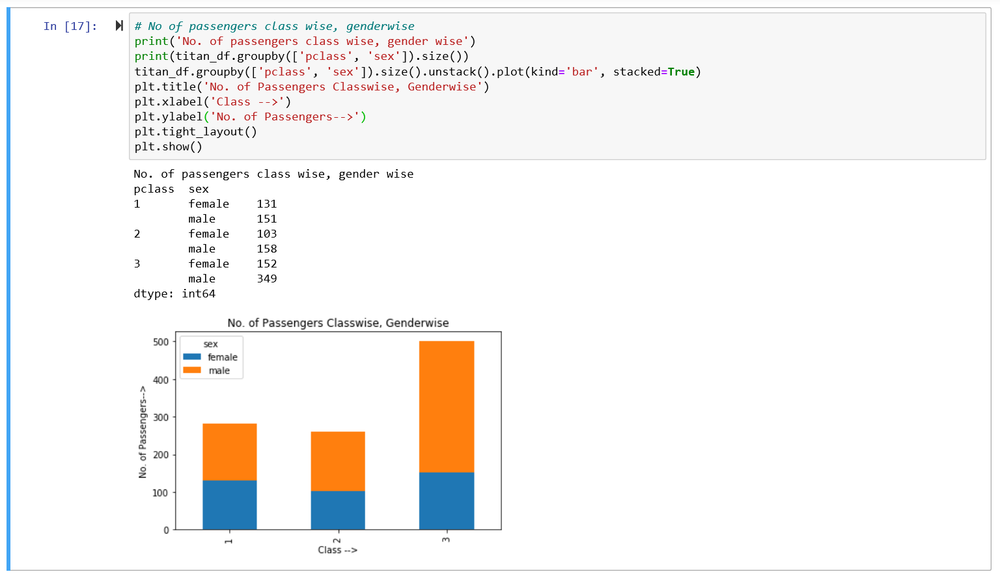 In [17]:
# No of passengers class wise, genderwise
print('No. of passengers class wise, gender wise')
print(titan_df.groupby(['pclass', 'sex']).size())
titan_df.groupby(['pclass', 'sex']).size().unstack().plot(kind='bar', stacked=True)
plt.title('No. of Passengers Classwise, Genderwise')
plt.xlabel('Class -->')
plt.ylabel('No. of Passengers-->')
plt.tight_layout()
plt.show()
No. of passengers class wise, gender wise
pclass  sex
1       female    131
        male      151
2       female    103
        male      158
3       female    152
        male      349
dtype: int64
No. of Passengers Classwise, Genderwise
sex
female
male
500
400
300
200
100
0
No. of Passengers-->
1 2 3
Class -->